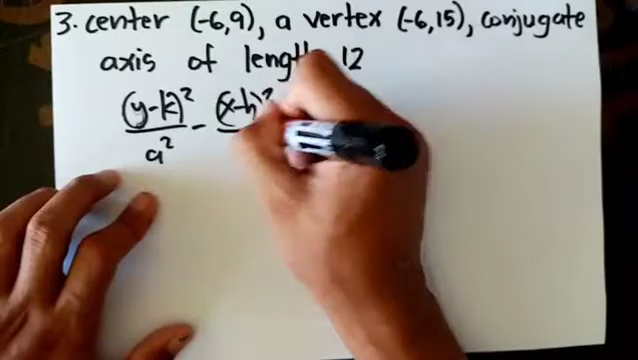 3. center (-6,9), a vertex (-6,15), conjugate
axis of length 12
(y-k)² - (x-h)²
a²